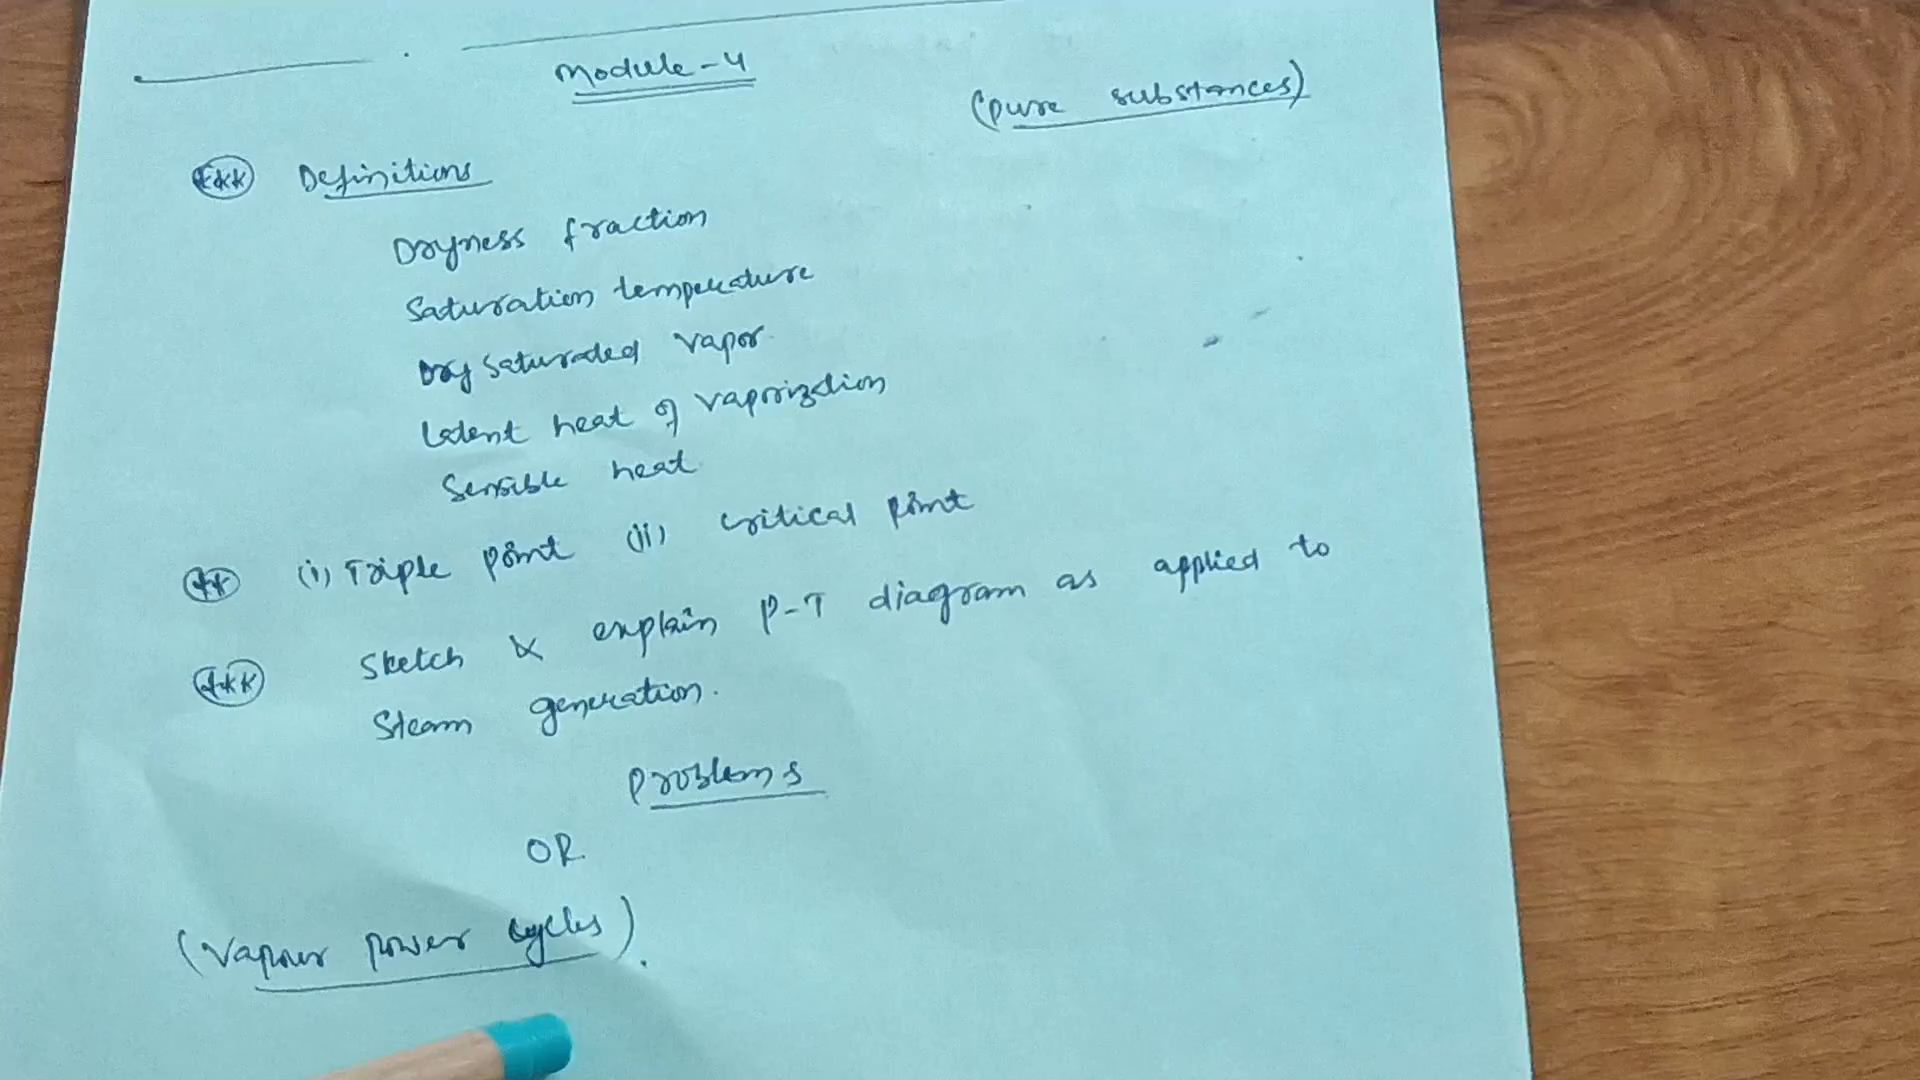 Module-4
(pure substances)
*** Definitions
Dryness fraction
Saturation temperature
Dry saturated vapor
Latent heat of vaporization
Sensible heat
** (i) Triple point (ii) critical point
*** Sketch & explain P-T diagram as applied to
Steam generation.
Problems
OR
(Vapour power cycles).